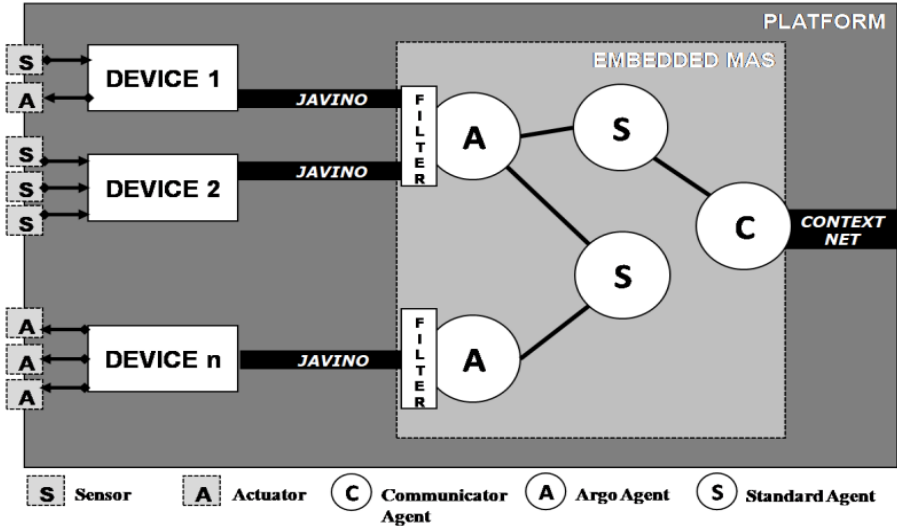 PLATFORM
EMBEDDED MAS
S
A
DEVICE 1
JAVINO
FILTER
A
S
S
S
S
DEVICE 2
JAVINO
C
CONTEXT
NET
S
A
A
A
DEVICE n
JAVINO
FILTER
A
S Sensor
A Actuator
C Communicator
Agent
A Argo Agent
S Standard Agent